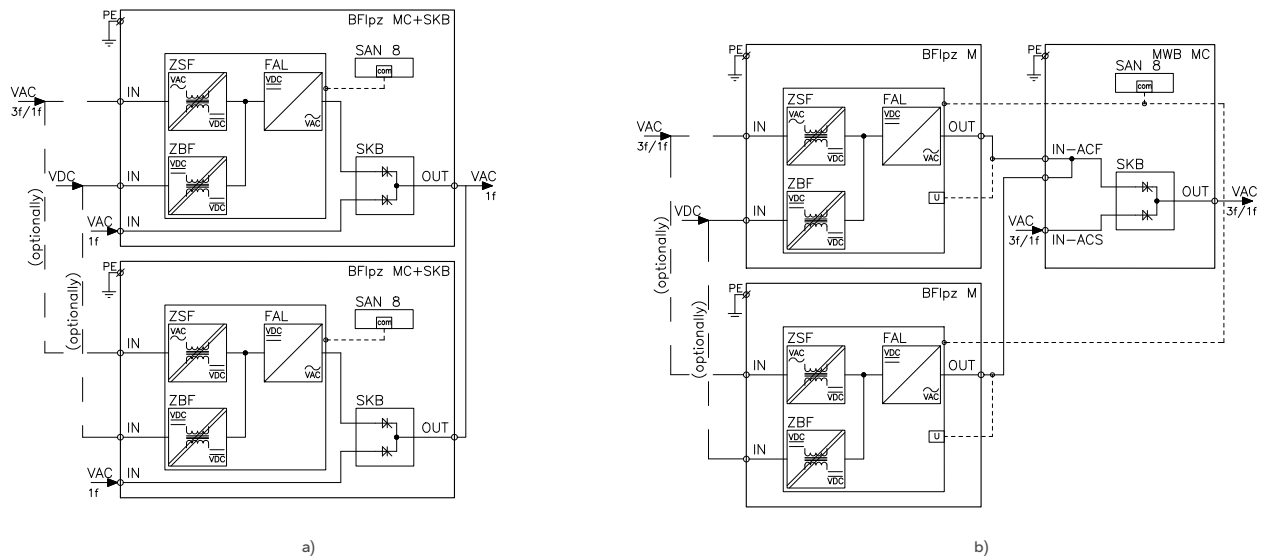 PE
BFIpz MC+SKB
SAN 8
com
ZSF
VAC
VDC
FAL
VDC
VAC
VAC
3f/1f
IN
ZBF
VDC
VDC
SKB
VDC
IN
OUT
VAC
1f
VAC
1f
IN
(optionally)
(optionally)
PE
BFIpz MC+SKB
SAN 8
com
ZSF
VAC
VDC
FAL
VDC
VAC
IN
ZBF
VDC
VDC
SKB
IN
OUT
VAC
1f
IN
a)
PE
BFIpz M
ZSF
VAC
VDC
FAL
VDC
VAC
VAC
3f/1f
IN
OUT
ZBF
VDC
VDC
U
VDC
IN
(optionally)
(optionally)
PE
MWB MC
SAN 8
com
IN-ACF
SKB
OUT
VAC
3f/1f
VAC
3f/1f
IN-ACS
PE
BFIpz M
ZSF
VAC
VDC
FAL
VDC
VAC
IN
OUT
ZBF
VDC
VDC
U
IN
b)